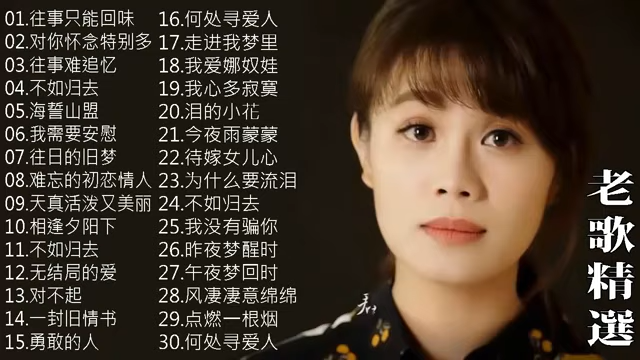 01.往事只能回味
02.对你怀念特别多
03.往事难追忆
04.不如归去
05.海誓山盟
06.我需要安慰
07.往日的旧梦
08.难忘的初恋情人
09.天真活泼又美丽
10.相逢夕阳下
11.不如归去
12.无结局的爱
13.对不起
14.一封旧情书
15.勇敢的人
16.何处寻爱人
17.走进我梦里
18.我爱娜奴娃
19.我心多寂寞
20.泪的小花
21.今夜雨蒙蒙
22.待嫁女儿心
23.为什么要流泪
24.不如归去
25.我没有骗你
26.昨夜梦醒时
27.午夜梦回时
28.风凄凄意绵绵
29.点燃一根烟
30.何处寻爱人
老歌精選